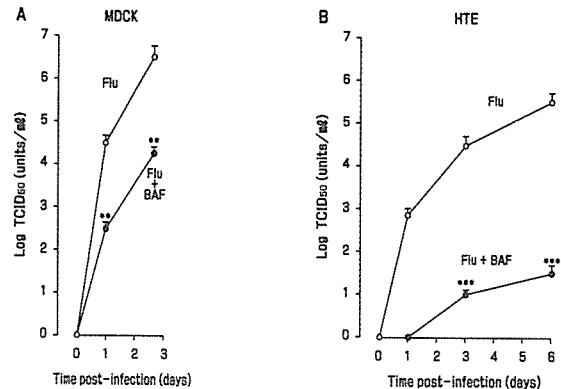 A
MDCK
Log TCID50 (units/㎖)
7
6
5
4
3
2
1
0
Flu
**
**
Flu
+
BAF
0
1
2
3
Time post-infection (days)
B
HTE
Log TCID50 (units/㎖)
7
6
5
4
3
2
1
0
Flu
Flu + BAF
***
***
0
1
2
3
4
5
6
Time post-infection (days)